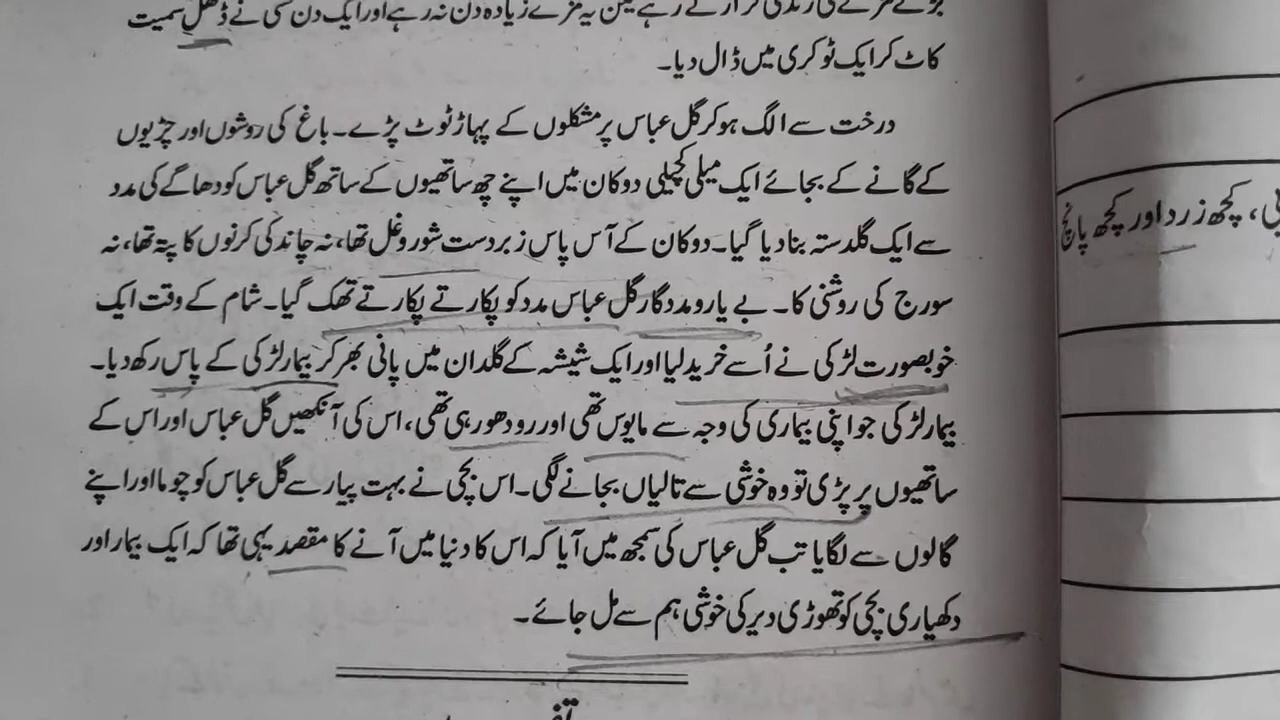 بڑے مزے کی زندگی گزارتے رہے لیکن یہ مزے زیادہ دن نہ رہے اور ایک دن کسی نے ڈنٹھل سمیت
کاٹ کر ایک ٹوکری میں ڈال دیا۔
درخت سے الگ ہو کر گل عباس پر مشکلوں کے پہاڑ ٹوٹ پڑے۔ باغ کی روشوں اور چڑیوں
کے گانے کے بجائے ایک میلی کچیلی دوکان میں اپنے چھ ساتھیوں کے ساتھ گل عباس کو دھاگے کی مدد
سے ایک گلدستہ بنا دیا گیا۔ دوکان کے آس پاس زبردست شور و غل تھا، نہ چاند کی کرنوں کا پتہ تھا، نہ
سورج کی روشنی کا۔ بے یار و مددگار گل عباس مدد کو پکارتے پکارتے تھک گیا۔ شام کے وقت ایک
خوبصورت لڑکی نے اُسے خرید لیا اور ایک شیشہ کے گلدان میں پانی بھر کر بیمار لڑکی کے پاس رکھ دیا۔
بیمار لڑکی جو اپنی بیماری کی وجہ سے مایوس تھی اور رو دھو رہی تھی، اس کی آنکھیں گل عباس اور اس کے
ساتھیوں پر پڑی تو وہ خوشی سے تالیاں بجانے لگی۔ اس بچی نے بہت پیار سے گل عباس کو چوما اور اپنے
گالوں سے لگایا تب گل عباس کی سمجھ میں آیا کہ اس کا دنیا میں آنے کا مقصد یہی تھا کہ ایک بیمار اور
دکھیاری بچی کو تھوڑی دیر کی خوشی ہم سے مل جائے۔
، کچھ زرد اور کچھ پانچ